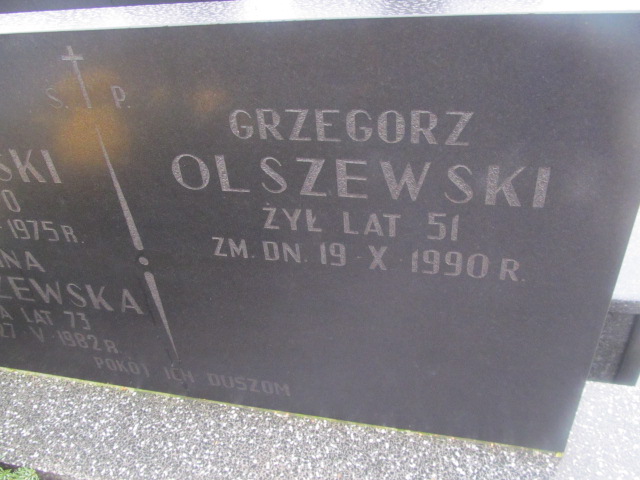 Ś. P.
SKI
O
1975 R.
NA
ZEWSKA
A LAT 73
27 V 1982 R.
GRZEGORZ
OLSZEWSKI
ŻYŁ LAT 51
ZM. DN. 19 X 1990 R.
POKÓJ ICH DUSZOM